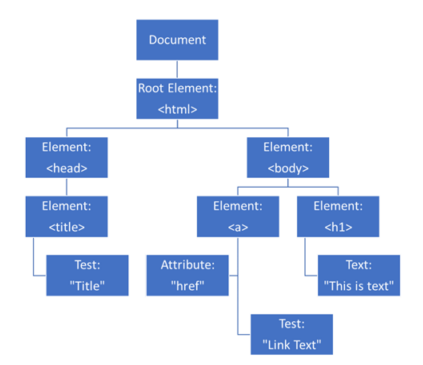 Document
Root Element:
<html>
Element:
<head>
Element:
<body>
Element:
<title>
Element:
<a>
Element:
<h1>
Test:
"Title"
Attribute:
"href"
Text:
"This is text"
Test:
"Link Text"